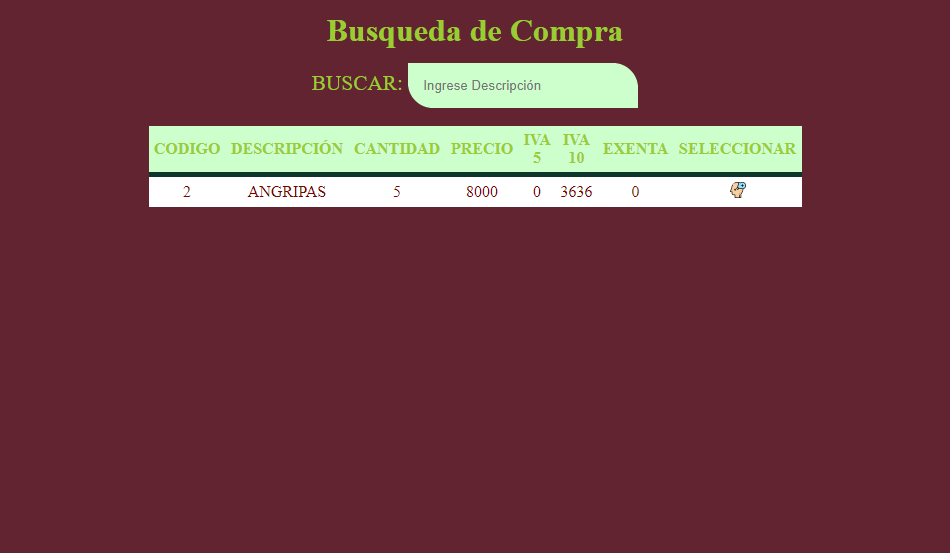 Busqueda de Compra
BUSCAR: Ingrese Descripción
CODIGO DESCRIPCIÓN CANTIDAD PRECIO IVA 5 IVA 10 EXENTA SELECCIONAR
2 ANGRIPAS 5 8000 0 3636 0